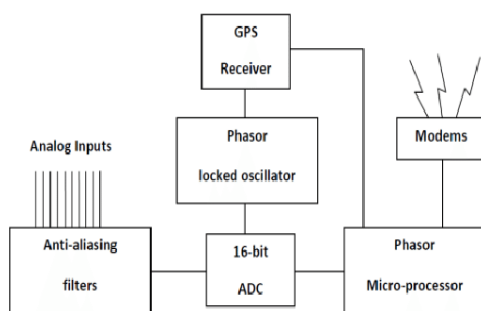 GPS
Receiver
Phasor
locked oscillator
Modems
Analog Inputs
Anti-aliasing
filters
16-bit
ADC
Phasor
Micro-processor